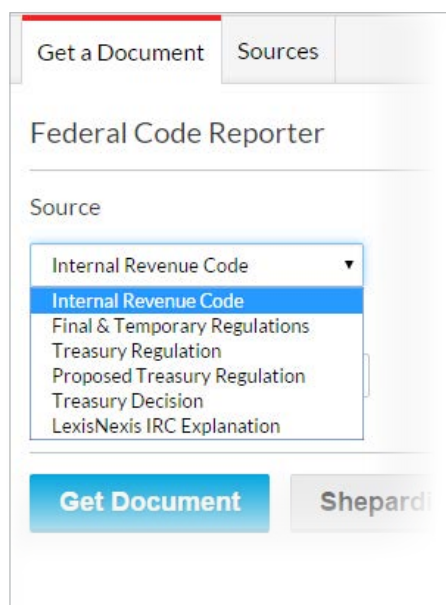 Get a Document Sources
Federal Code Reporter
Source
Internal Revenue Code
Internal Revenue Code
Final & Temporary Regulations
Treasury Regulation
Proposed Treasury Regulation
Treasury Decision
LexisNexis IRC Explanation
Get Document Shepardi